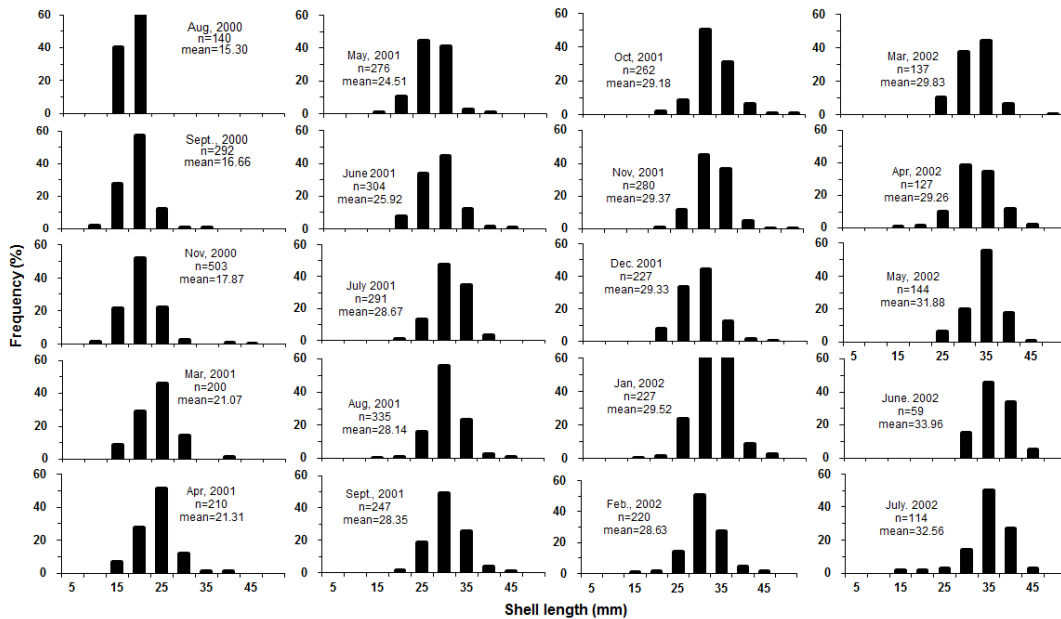 60
40
20
0
Aug, 2000
n=140
mean=15.30
60
40
20
0
Sept., 2000
n=292
mean=16.66
60
40
20
0
Nov, 2000
n=503
mean=17.87
60
40
20
0
Mar, 2001
n=200
mean=21.07
60
40
20
0
Apr, 2001
n=210
mean=21.31
5 15 25 35 45
60
40
20
0
May, 2001
n=276
mean=24.51
60
40
20
0
June 2001
n=304
mean=25.92
60
40
20
0
July 2001
n=291
mean=28.67
60
40
20
0
Aug, 2001
n=335
mean=28.14
60
40
20
0
Sept., 2001
n=247
mean=28.35
5 15 25 35 45
60
40
20
0
Oct, 2001
n=262
mean=29.18
60
40
20
0
Nov, 2001
n=280
mean=29.37
60
40
20
0
Dec. 2001
n=227
mean=29.33
60
40
20
0
Jan, 2002
n=227
mean=29.52
60
40
20
0
Feb., 2002
n=220
mean=28.63
5 15 25 35 45
60
40
20
0
Mar, 2002
n=137
mean=29.83
60
40
20
0
Apr, 2002
n=127
mean=29.26
60
40
20
0
May, 2002
n=144
mean=31.88
5 15 25 35 45
60
40
20
0
June. 2002
n=59
mean=33.96
60
40
20
0
July. 2002
n=114
mean=32.56
5 15 25 35 45
Frequency (%)
Shell length (mm)